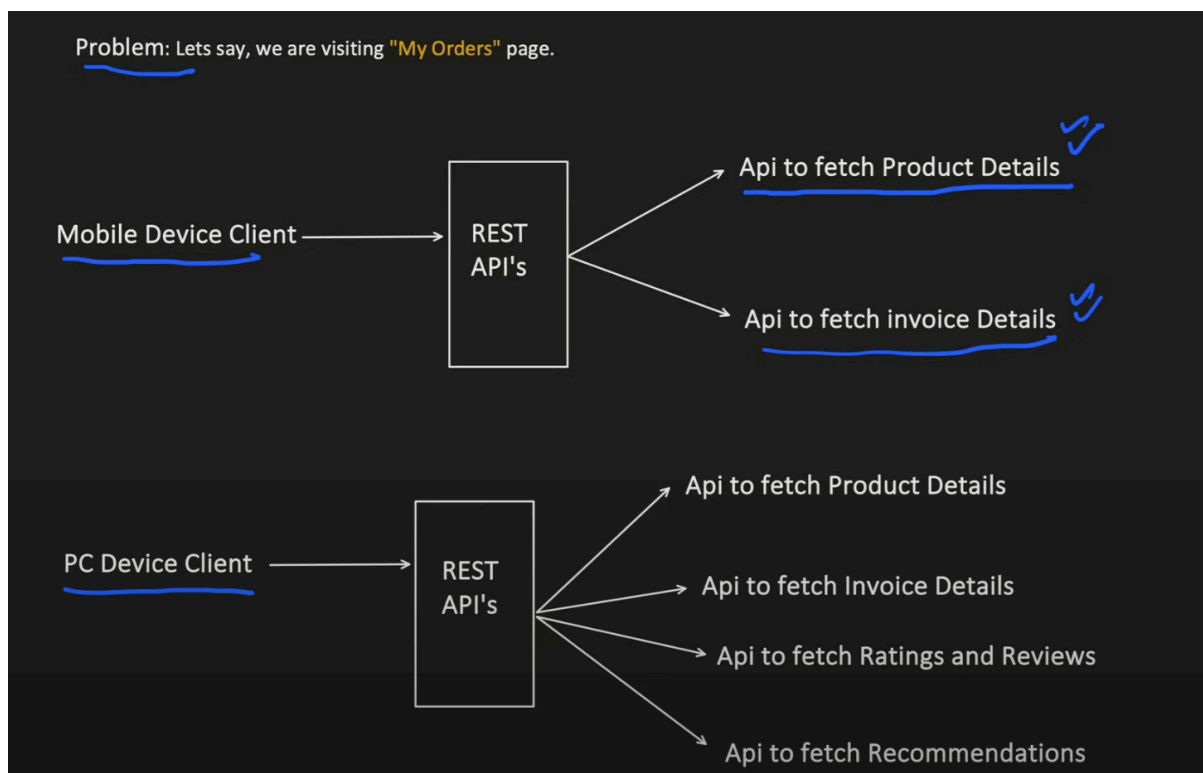 Problem: Lets say, we are visiting "My Orders" page.
Api to fetch Product Details
Mobile Device Client
REST
API's
Api to fetch invoice Details
Api to fetch Product Details
PC Device Client
REST
API's
Api to fetch Invoice Details
Api to fetch Ratings and Reviews
Api to fetch Recommendations